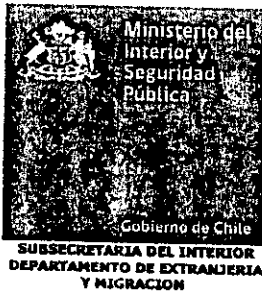 Ministerio del
Interior y
Seguridad
Pública
Gobierno de Chile
SUBSECRETARIA DEL INTERIOR
DEPARTAMENTO DE EXTRANJERIA
Y MIGRACION